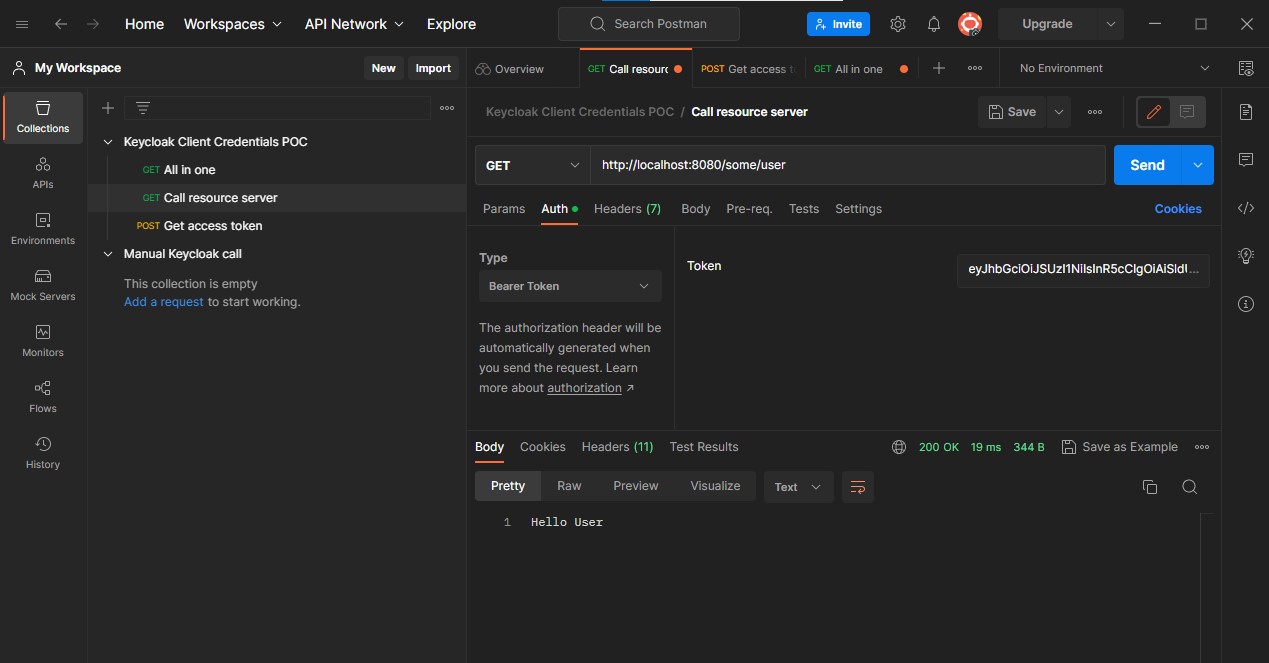 Home Workspaces API Network Explore Search Postman Invite Upgrade
My Workspace New Import
GET Call resourc POST Get access t GET All in one No Environment
Overview
Collections
APIs
Environments
Mock Servers
Monitors
Flows
History
Keycloak Client Credentials POC
GET All in one
GET Call resource server
POST Get access token
Manual Keycloak call
This collection is empty
Add a request to start working.
Keycloak Client Credentials POC / Call resource server Save
GET http://localhost:8080/some/user Send
Params Auth Headers (7) Body Pre-req. Tests Settings Cookies
Type
Bearer Token
The authorization header will be
automatically generated when
you send the request. Learn
more about authorization ↗
Token
Body Cookies Headers (11) Test Results 200 OK 19 ms 344 B Save as Example
Pretty Raw Preview Visualize Text
1 Hello User